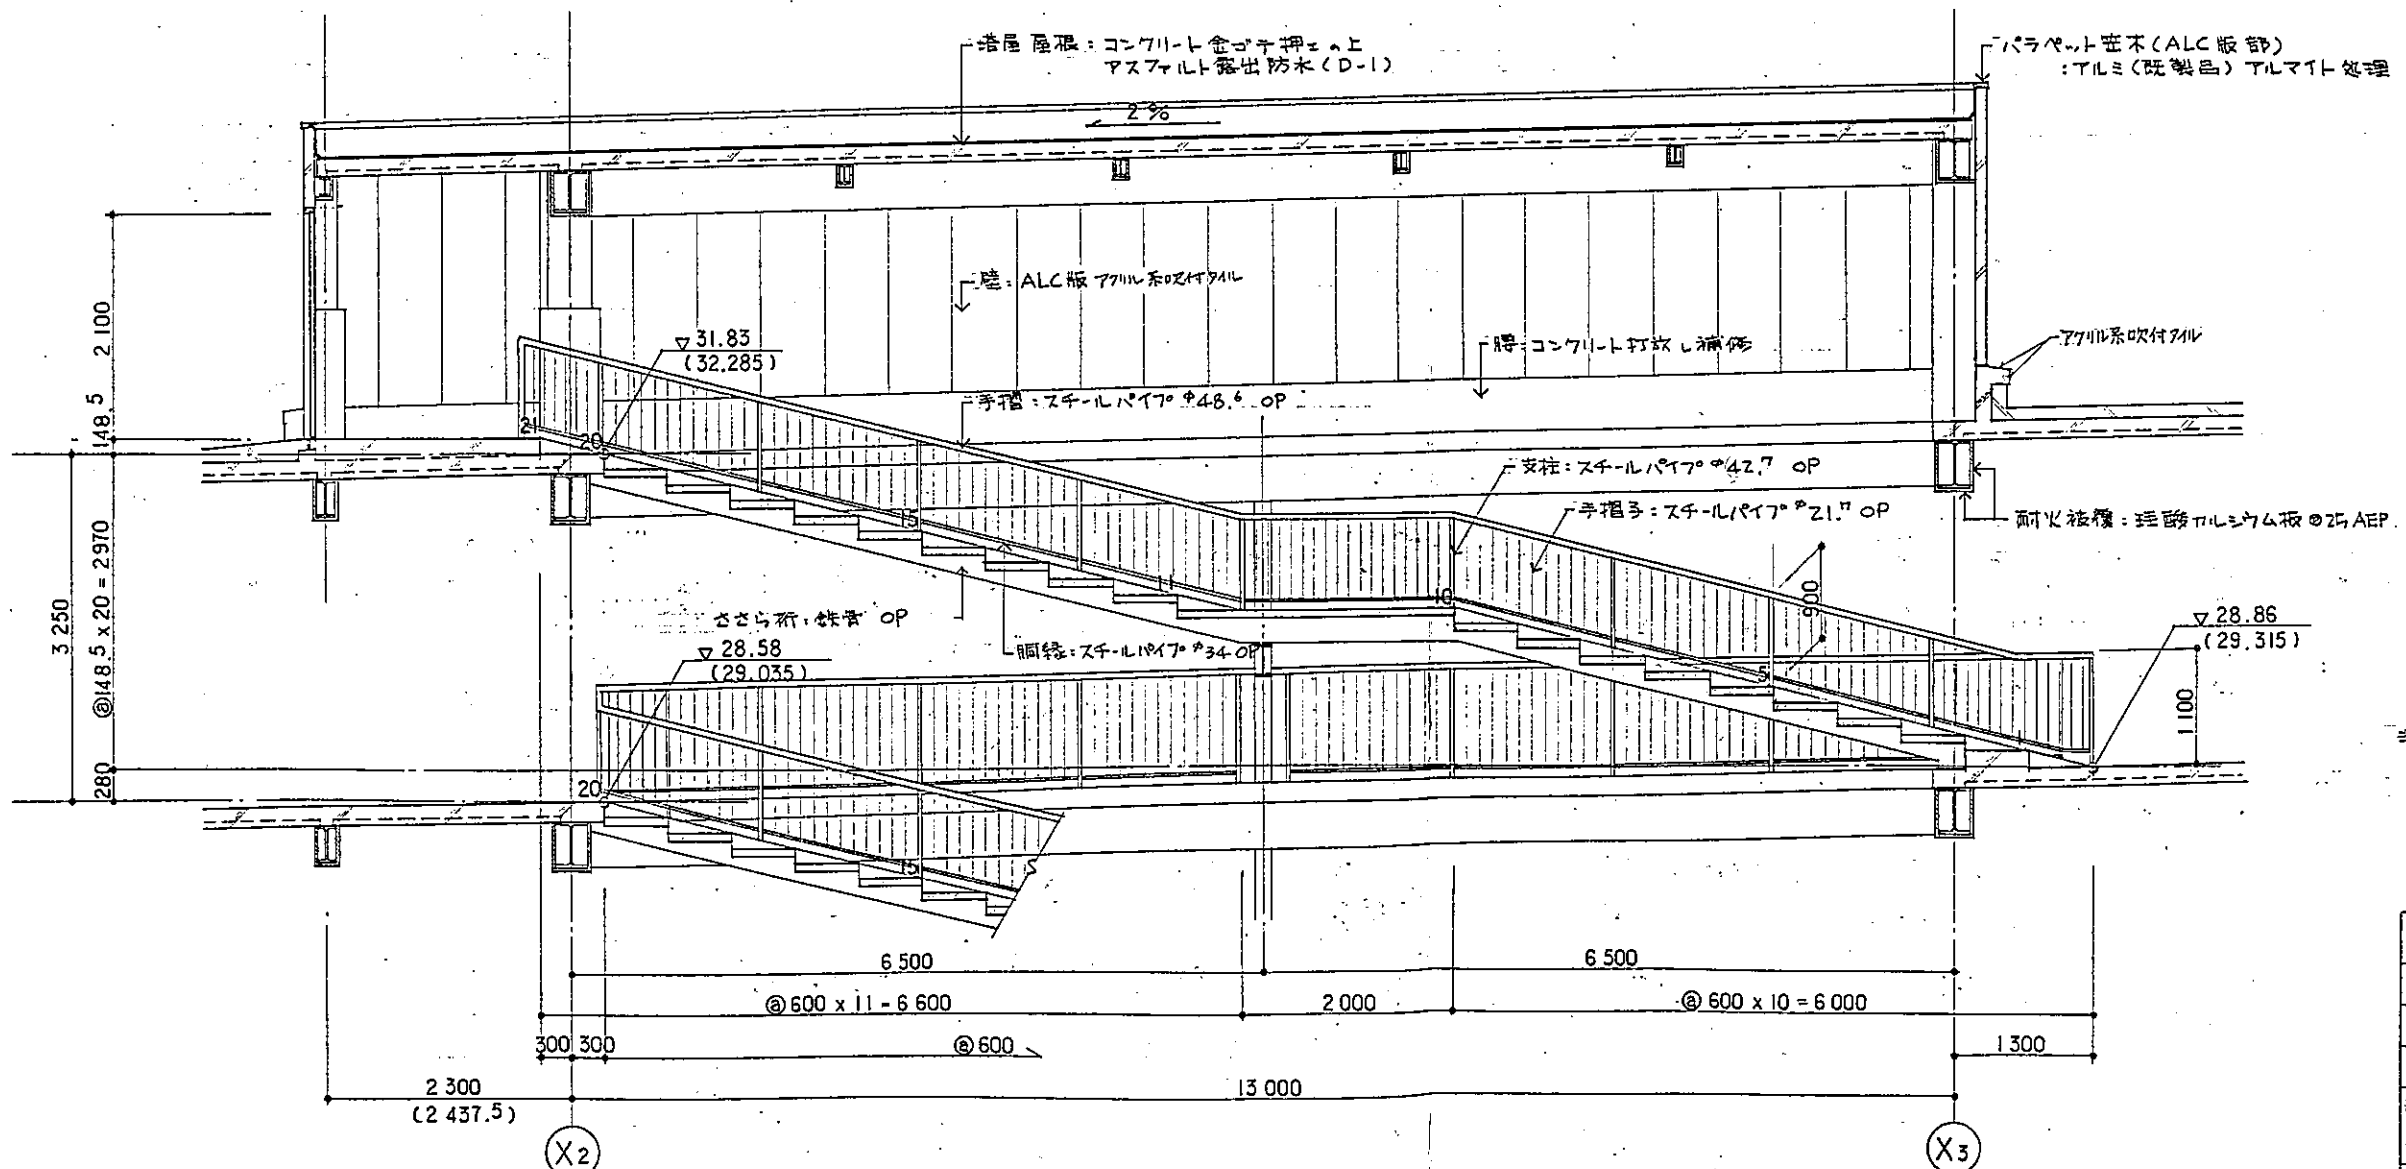 塔屋屋根：コンクリート金ゴテ押エの上
アスファルト露出防水(D-1)
パラペット笠木(ALC版部)
：アルミ(既製品)アルマイト処理
2%
壁：ALC版 アクリル系吹付タイル
▽31.83
(32.285)
腰：コンクリート打放し補修
アクリル系吹付タイル
手摺：スチールパイプ φ48.6 OP
21
20
支柱：スチールパイプ φ42.7 OP
手摺子：スチールパイプ φ21.7 OP
耐火被覆：珪酸カルシウム板 ⓐ25 AEP
15
11
10
900
ささら桁：鉄骨 OP
胴縁：スチールパイプ φ34 OP
▽28.58
(29.035)
▽28.86
(29.315)
5
1
1100
20
15
2 100
148.5
3 250
@148.5 x 20 = 2970
280
6 500
6 500
@600 x 11 = 6 600
2 000
@600 x 10 = 6 000
300
300
@600
1 300
2 300
(2 437.5)
13 000
X2
X3